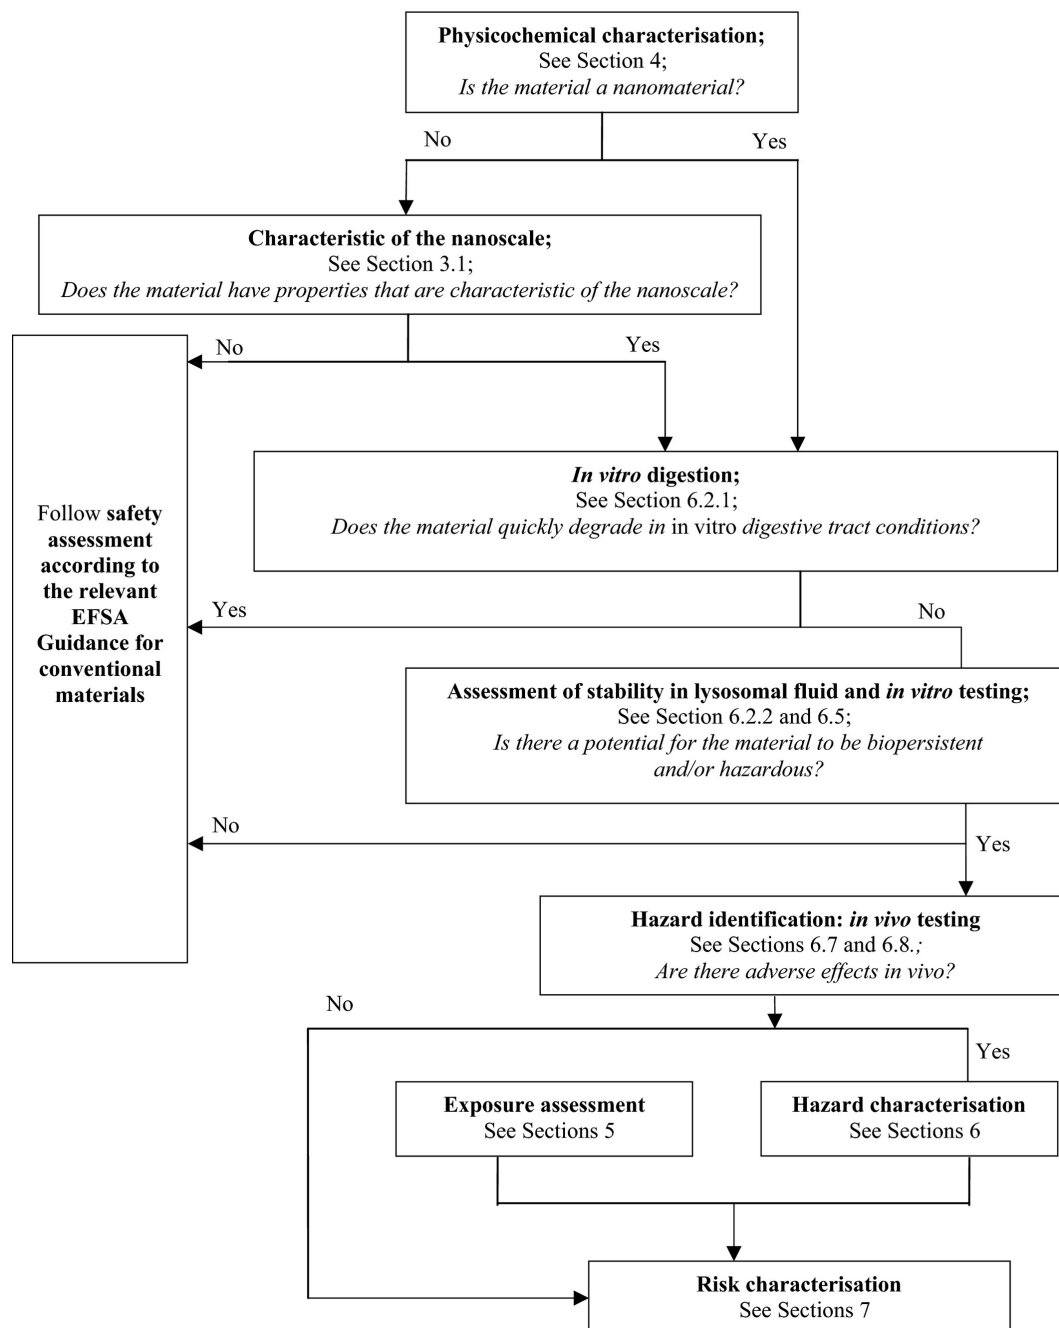 Physicochemical characterisation;
See Section 4;
Is the material a nanomaterial?
No
Yes
Characteristic of the nanoscale;
See Section 3.1;
Does the material have properties that are characteristic of the nanoscale?
No
Yes
In vitro digestion;
See Section 6.2.1;
Does the material quickly degrade in in vitro digestive tract conditions?
Follow safety
assessment
according to
the relevant
EFSA
Guidance for
conventional
materials
Yes
No
Assessment of stability in lysosomal fluid and in vitro testing;
See Section 6.2.2 and 6.5;
Is there a potential for the material to be biopersistent
and/or hazardous?
No
Yes
Hazard identification: in vivo testing
See Sections 6.7 and 6.8.;
Are there adverse effects in vivo?
No
Yes
Exposure assessment
See Sections 5
Hazard characterisation
See Sections 6
Risk characterisation
See Sections 7